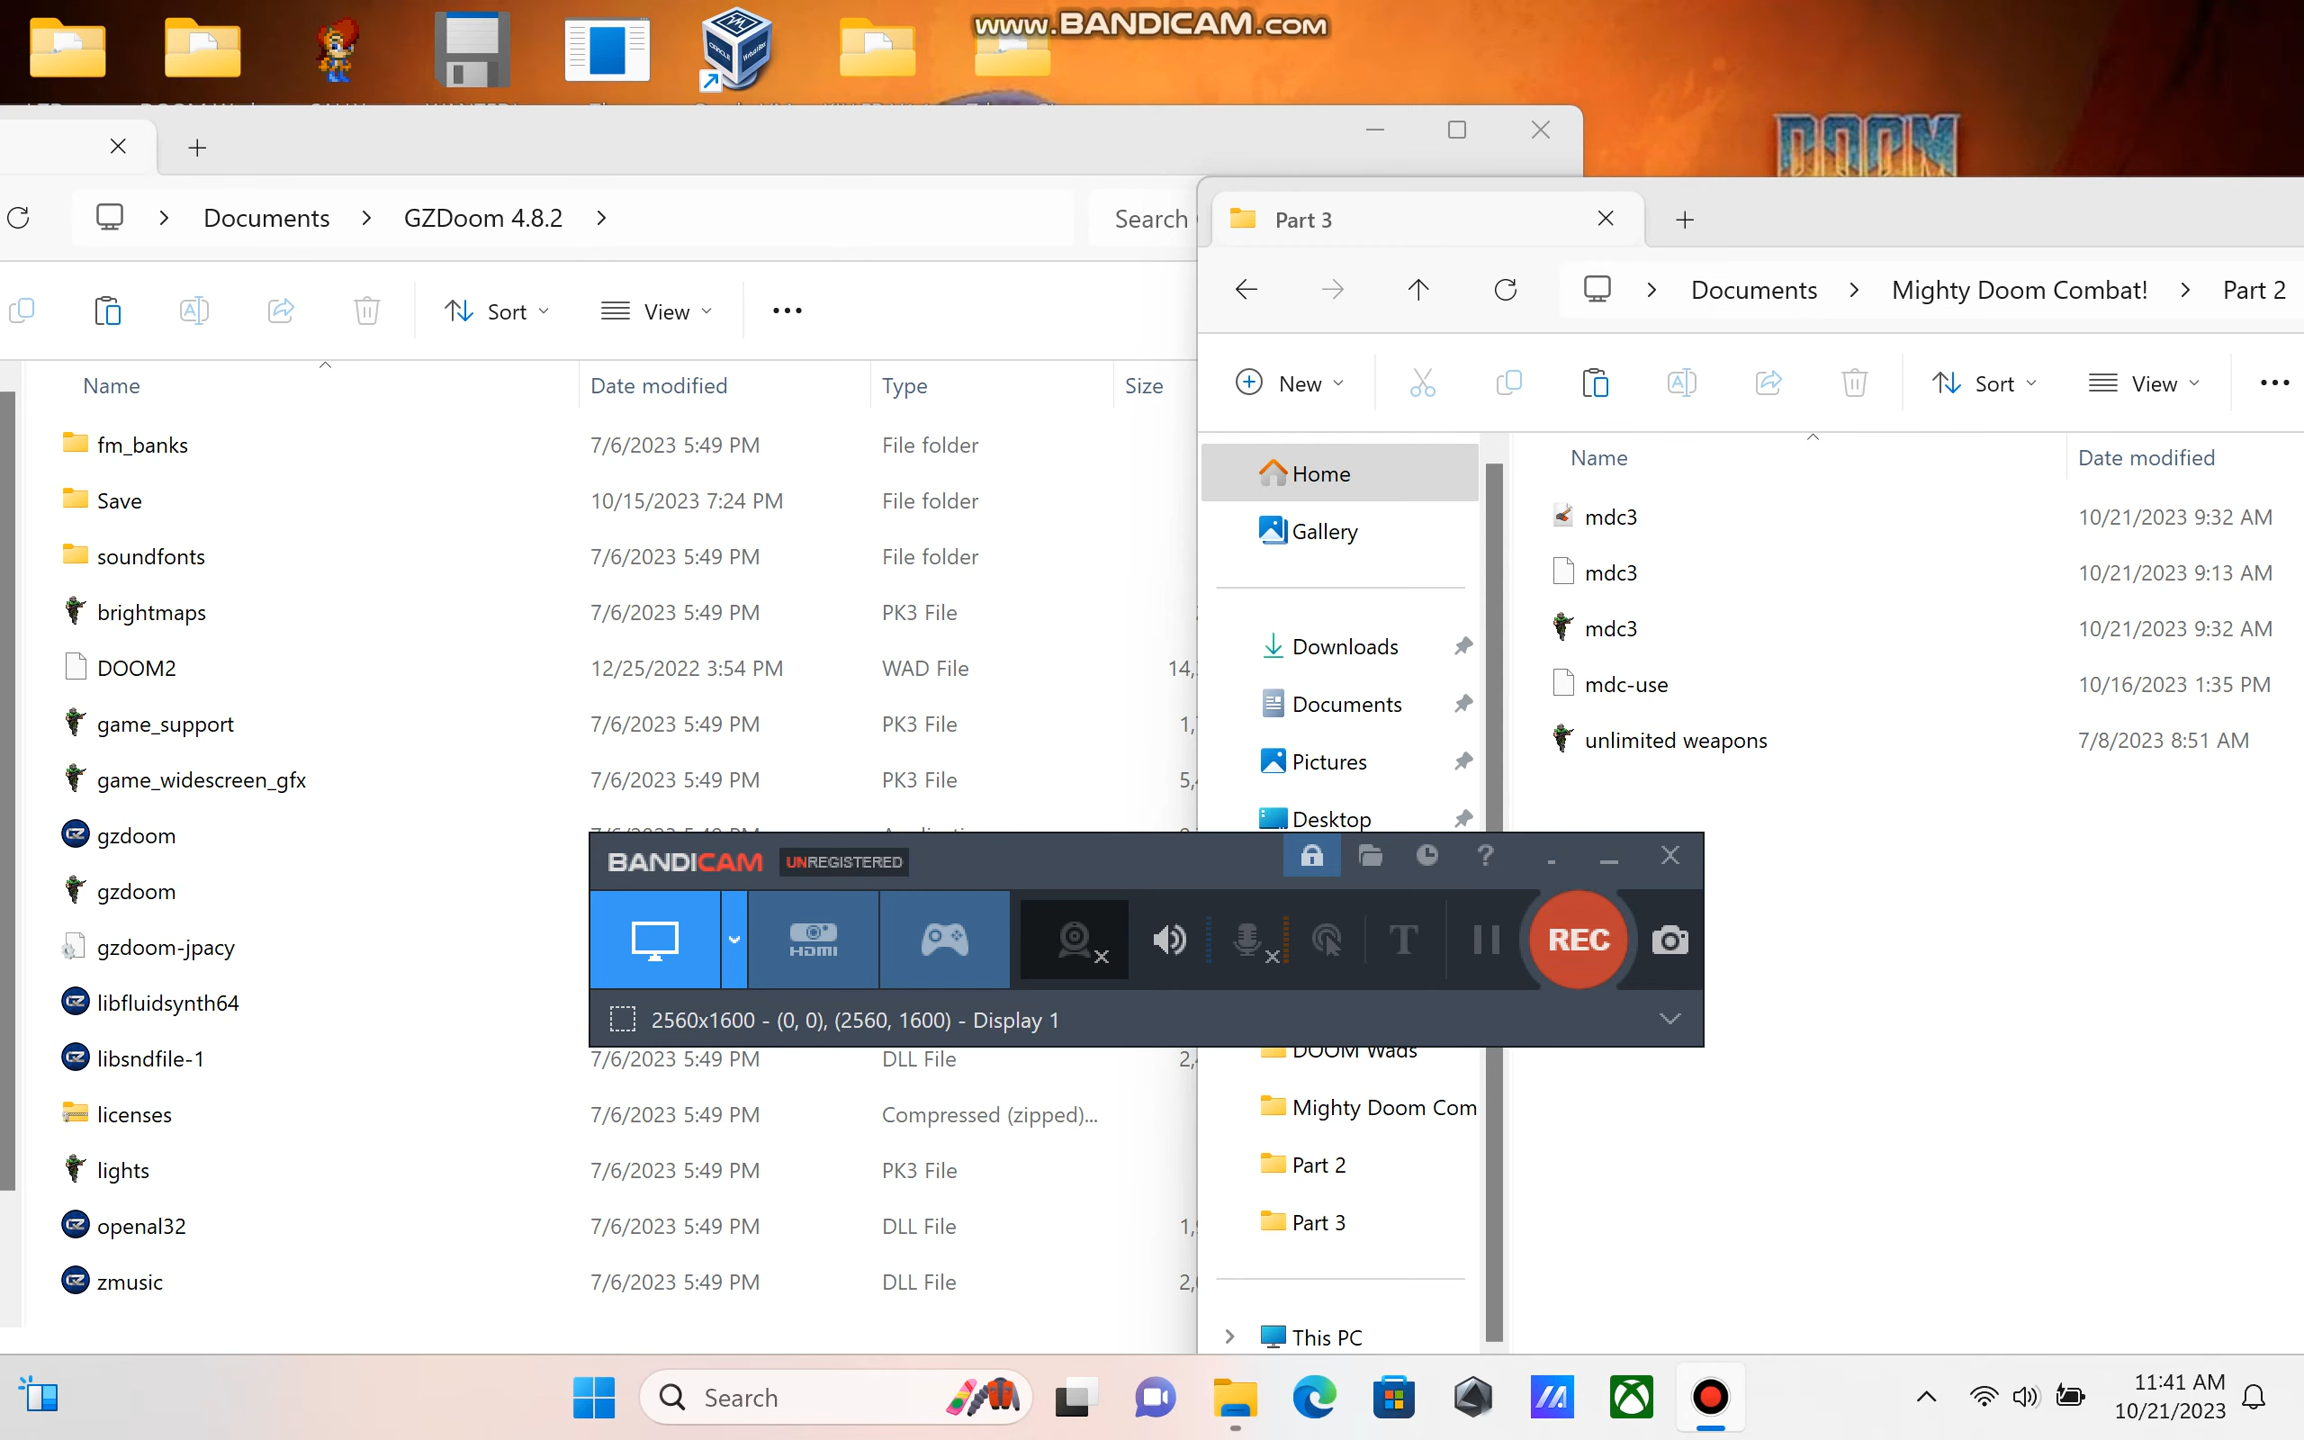 www.BANDICAM.com
DOOM
Documents > GZDoom 4.8.2 >
Search
Sort
View
Name
Date modified
Type
Size
fm_banks 7/6/2023 5:49 PM File folder
Save 10/15/2023 7:24 PM File folder
soundfonts 7/6/2023 5:49 PM File folder
brightmaps 7/6/2023 5:49 PM PK3 File
DOOM2 12/25/2022 3:54 PM WAD File 14,
game_support 7/6/2023 5:49 PM PK3 File 1,
game_widescreen_gfx 7/6/2023 5:49 PM PK3 File 5,
gzdoom
gzdoom
gzdoom-jpacy
libfluidsynth64
libsndfile-1 7/6/2023 5:49 PM DLL File 2,
licenses 7/6/2023 5:49 PM Compressed (zipped)...
lights 7/6/2023 5:49 PM PK3 File
openal32 7/6/2023 5:49 PM DLL File 1,
zmusic 7/6/2023 5:49 PM DLL File 2,
Part 3
Documents > Mighty Doom Combat! > Part 2
New
Sort
View
Home
Gallery
Downloads
Documents
Pictures
Desktop
DOOM Wads
Mighty Doom Com
Part 2
Part 3
This PC
Name
Date modified
mdc3 10/21/2023 9:32 AM
mdc3 10/21/2023 9:13 AM
mdc3 10/21/2023 9:32 AM
mdc-use 10/16/2023 1:35 PM
unlimited weapons 7/8/2023 8:51 AM
BANDICAM UNREGISTERED
HDMI
T
REC
2560x1600 - (0, 0), (2560, 1600) - Display 1
Search
11:41 AM
10/21/2023